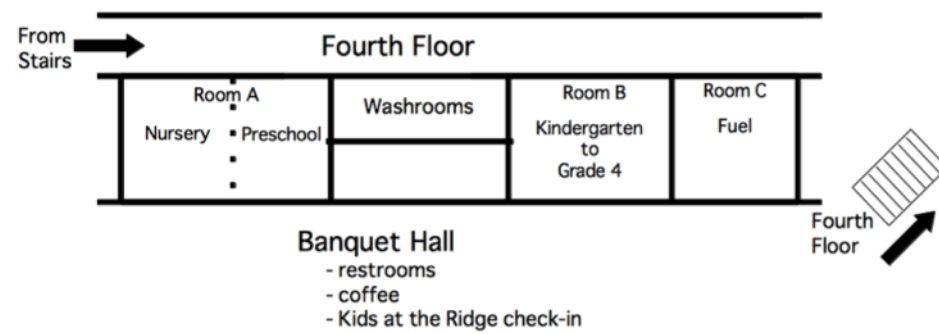 From
Stairs
Fourth Floor
Room A
Nursery
Preschool
Washrooms
Room B
Kindergarten
to
Grade 4
Room C
Fuel
Fourth
Floor
Banquet Hall
- restrooms
- coffee
- Kids at the Ridge check-in